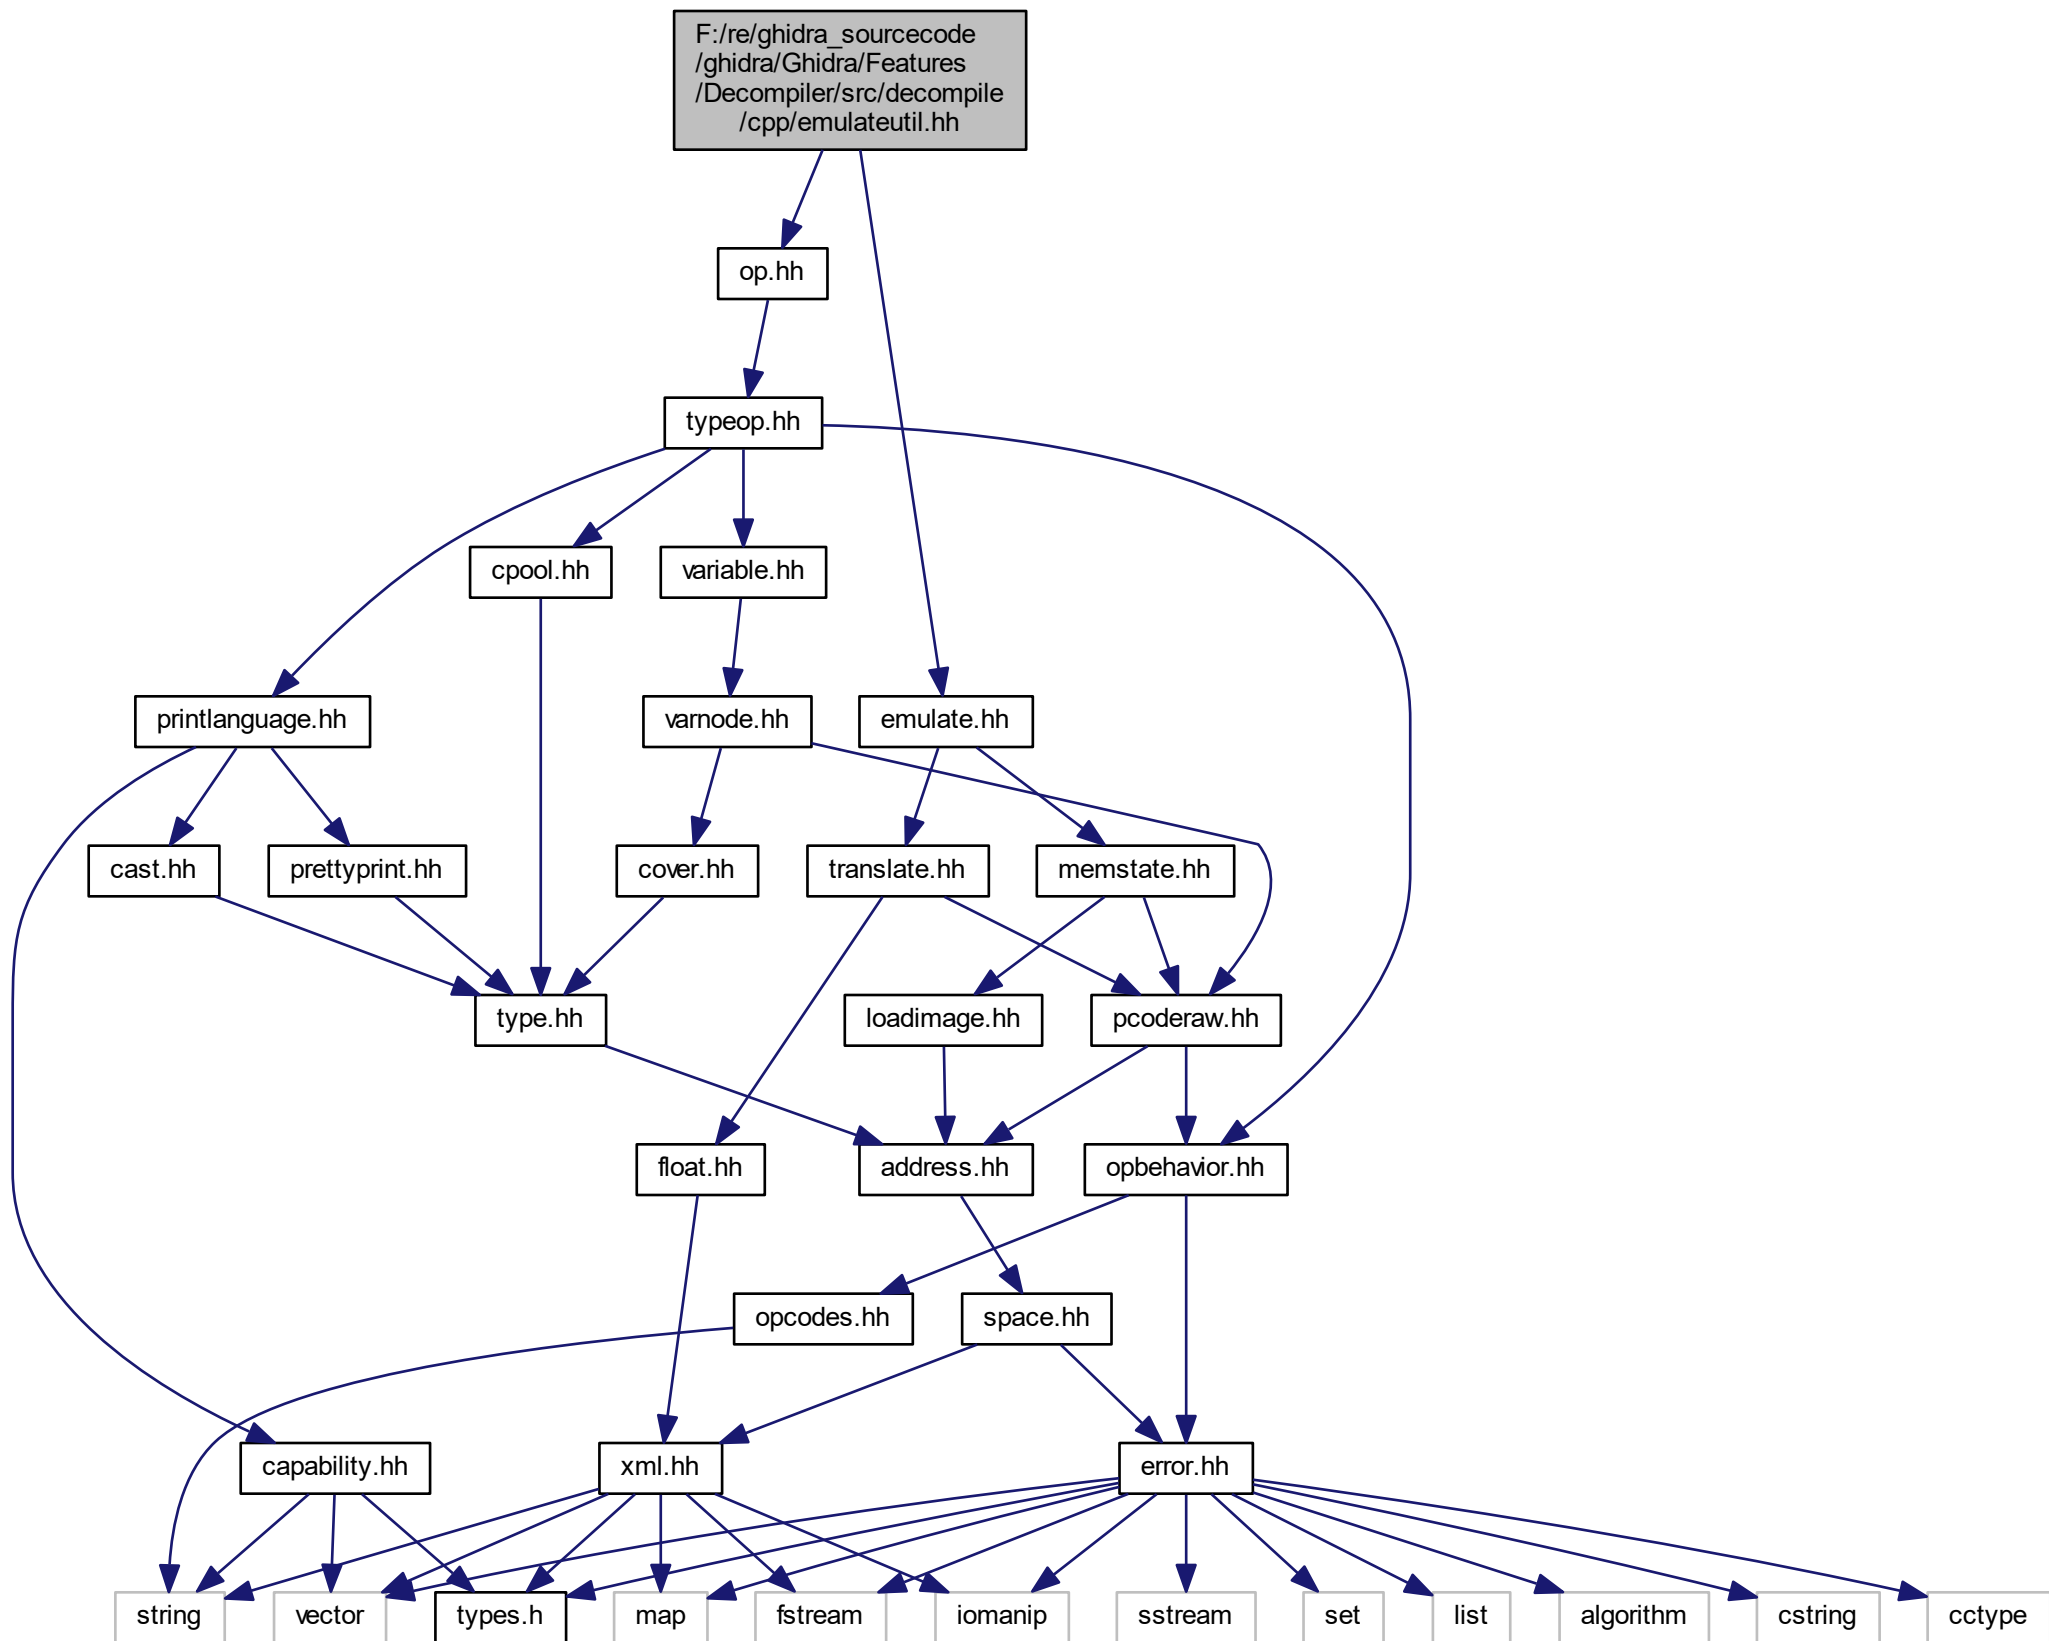 F:/re/ghidra_sourcecode
/ghidra/Ghidra/Features
/Decompiler/src/decompile
/cpp/emulateutil.hh
op.hh
typeop.hh
cpool.hh
variable.hh
printlanguage.hh
varnode.hh
emulate.hh
cast.hh
prettyprint.hh
cover.hh
translate.hh
memstate.hh
type.hh
loadimage.hh
pcoderaw.hh
float.hh
address.hh
opbehavior.hh
opcodes.hh
space.hh
capability.hh
xml.hh
error.hh
string
vector
types.h
map
fstream
iomanip
sstream
set
list
algorithm
cstring
cctype